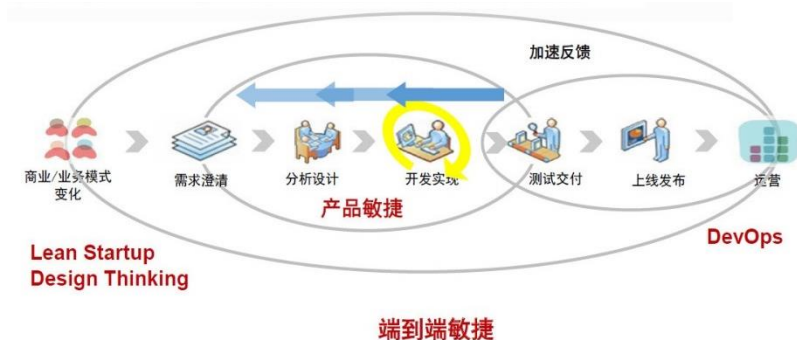 加速反馈
商业/业务模式
变化
需求澄清
分析设计
开发实现
测试交付
上线发布
运营
产品敏捷
Lean Startup
Design Thinking
DevOps
端到端敏捷